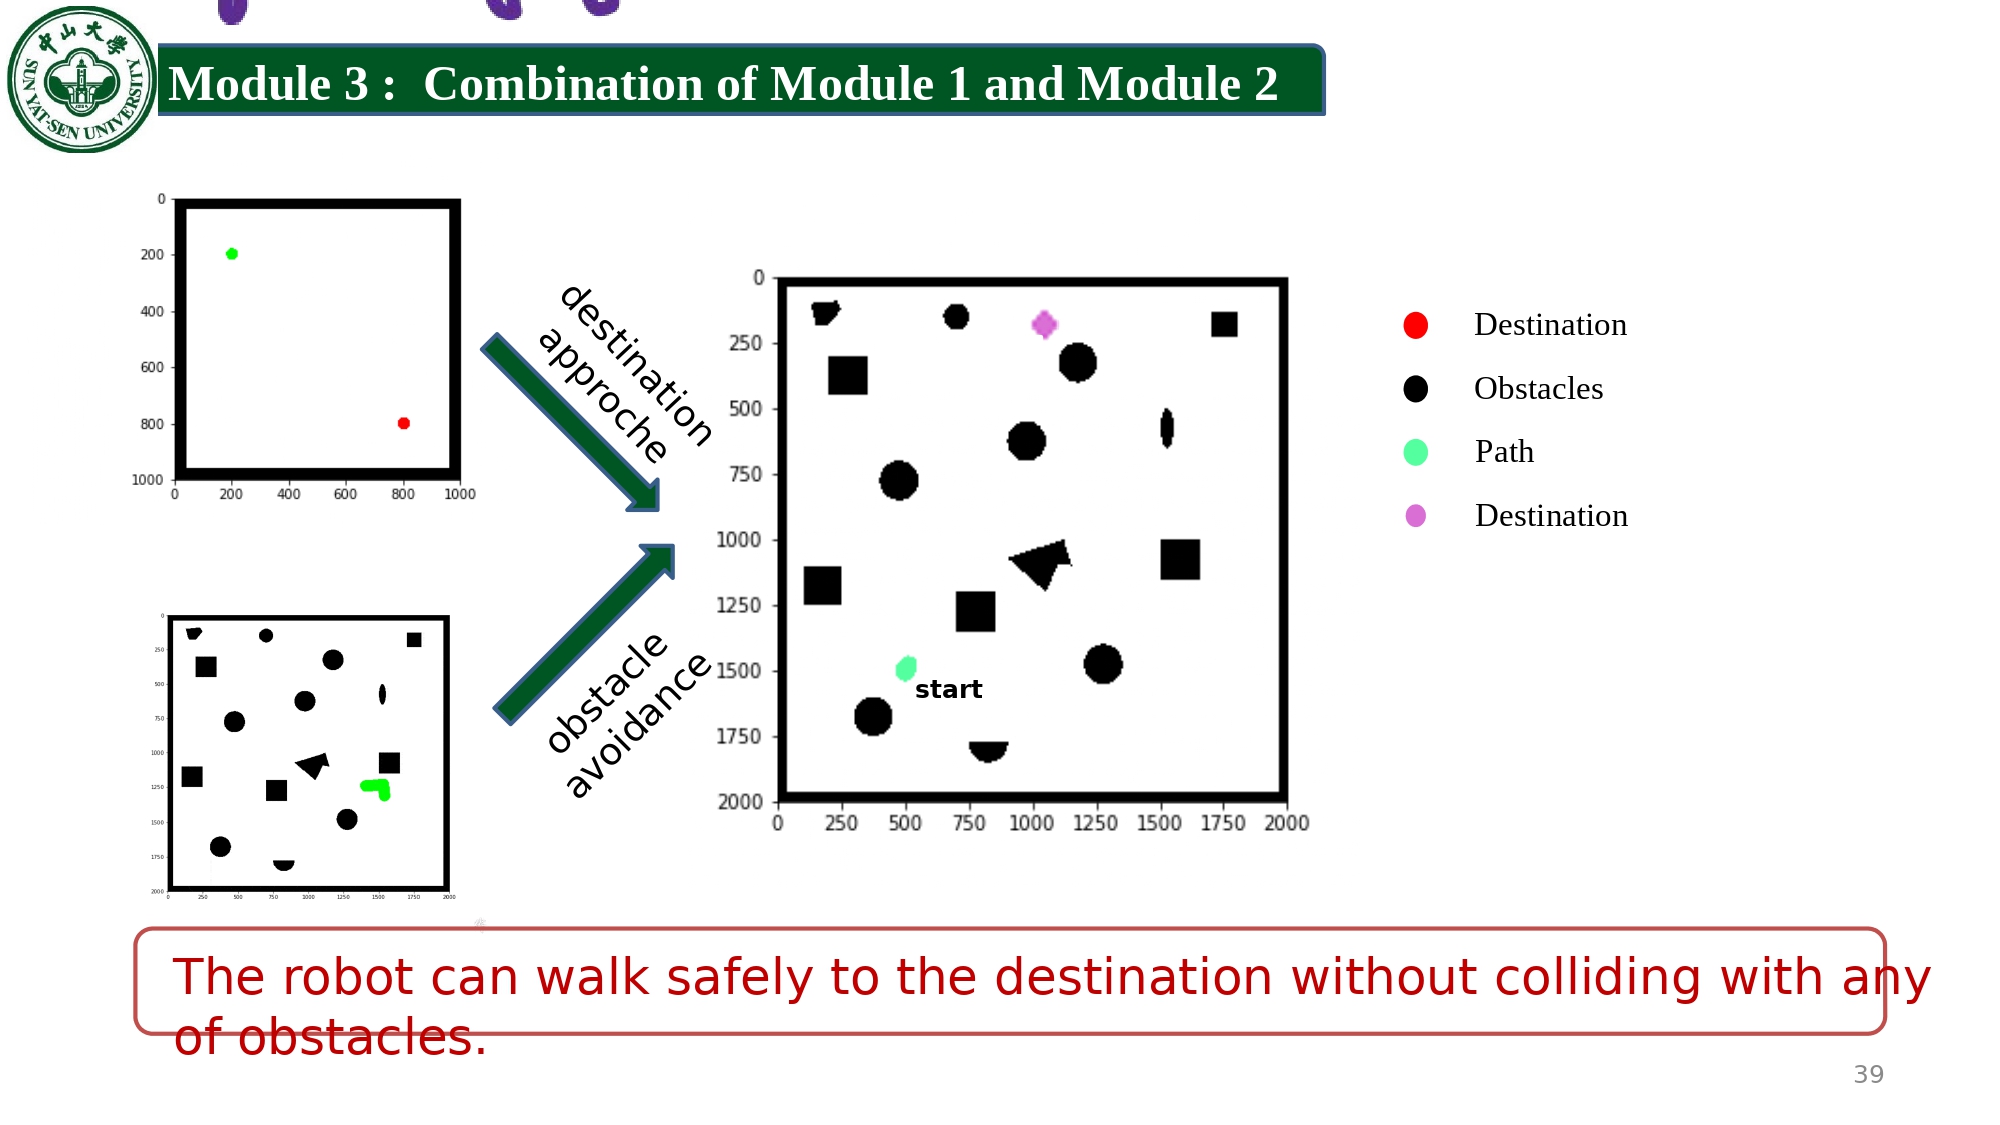 中山大學
SUN YAT-SEN UNIVERSITY
Module 3 :  Combination of Module 1 and Module 2
0
200
400
600
800
1000
0 200 400 600 800 1000
destination
approche
0
250
500
750
1000
1250
1500
1750
2000
0 250 500 750 1000 1250 1500 1750 2000
start
Destination
Obstacles
Path
Destination
0
250
500
750
1000
1250
1500
1750
2000
0 250 500 750 1000 1250 1500 1750 2000
obstacle
avoidance
The robot can walk safely to the destination without colliding with any
of obstacles.
39